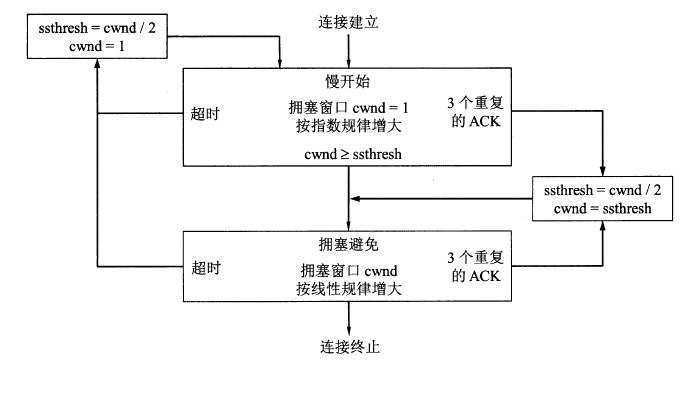 ssthresh = cwnd / 2
cwnd = 1
连接建立
慢开始
超时
拥塞窗口 cwnd = 1
按指数规律增大
3 个重复
的 ACK
cwnd ≥ ssthresh
ssthresh = cwnd / 2
cwnd = ssthresh
拥塞避免
超时
拥塞窗口 cwnd
按线性规律增大
3 个重复
的 ACK
连接终止